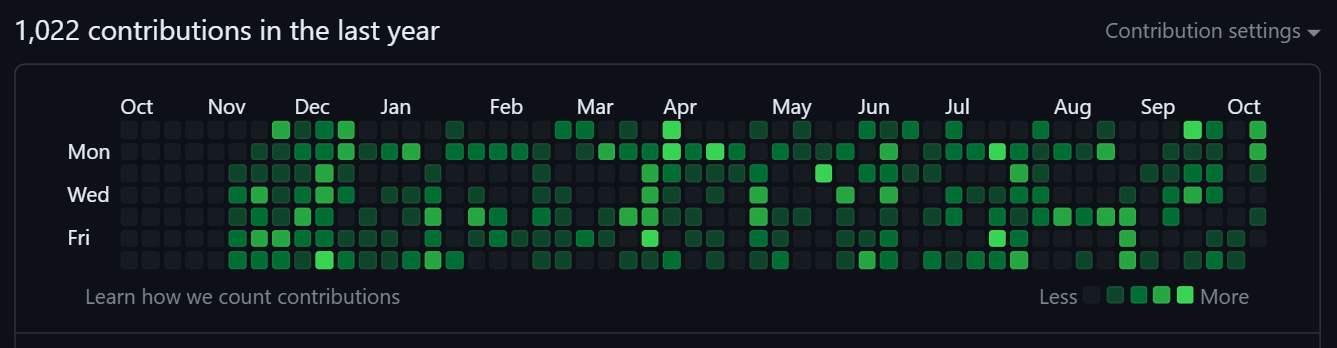 1,022 contributions in the last year
Contribution settings
Oct Nov Dec Jan Feb Mar Apr May Jun Jul Aug Sep Oct
Mon
Wed
Fri
Learn how we count contributions
Less More